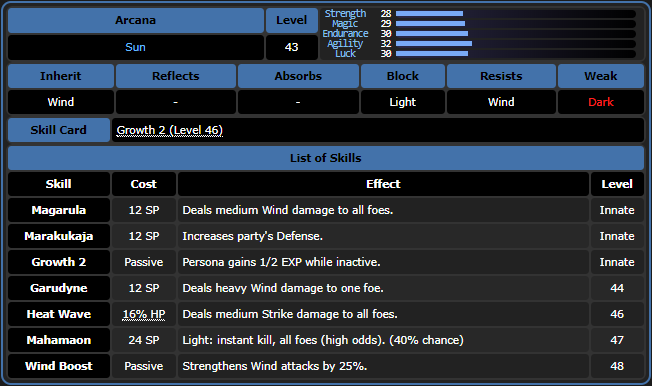 Arcana Level
Sun 43
Strength 28
Magic 29
Endurance 30
Agility 32
Luck 30
Inherit Reflects Absorbs Block Resists Weak
Wind - - Light Wind Dark
Skill Card Growth 2 (Level 46)
List of Skills
Skill Cost Effect Level
Magarula 12 SP Deals medium Wind damage to all foes. Innate
Marakukaja 12 SP Increases party's Defense. Innate
Growth 2 Passive Persona gains 1/2 EXP while inactive. Innate
Garudyne 12 SP Deals heavy Wind damage to one foe. 44
Heat Wave 16% HP Deals medium Strike damage to all foes. 46
Mahamaon 24 SP Light: instant kill, all foes (high odds). (40% chance) 47
Wind Boost Passive Strengthens Wind attacks by 25%. 48